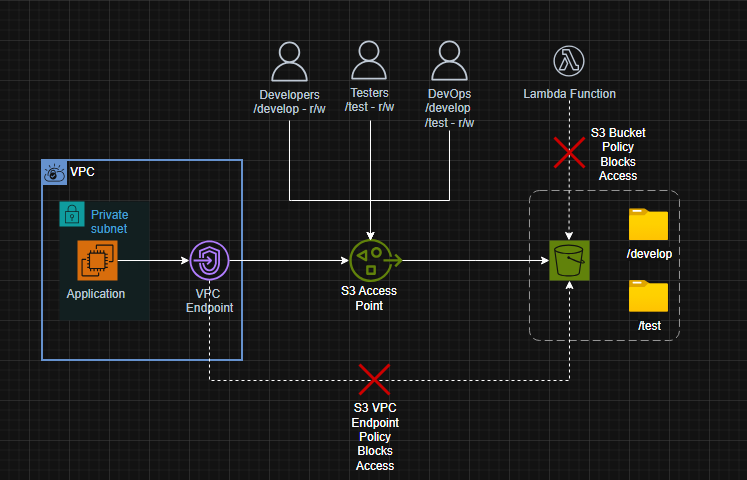 Developers
/develop - r/w
Testers
/test - r/w
DevOps
/develop
/test - r/w
Lambda Function
S3 Bucket
Policy
Blocks
Access
VPC
Private
subnet
Application
VPC
Endpoint
S3 Access
Point
/develop
/test
S3 VPC
Endpoint
Policy
Blocks
Access